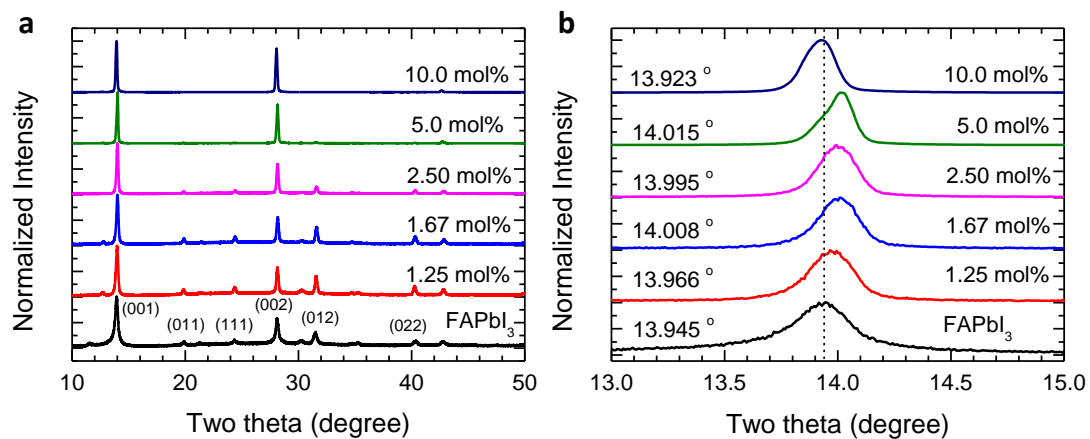 a
Normalized Intensity
10.0 mol%
5.0 mol%
2.50 mol%
1.67 mol%
1.25 mol%
FAPbI3
(001)
(011)
(111)
(002)
(012)
(022)
10 20 30 40 50
Two theta (degree)
b
Normalized Intensity
13.923 o
10.0 mol%
14.015 o
5.0 mol%
13.995 o
2.50 mol%
14.008 o
1.67 mol%
13.966 o
1.25 mol%
13.945 o
FAPbI3
13.0 13.5 14.0 14.5 15.0
Two theta (degree)